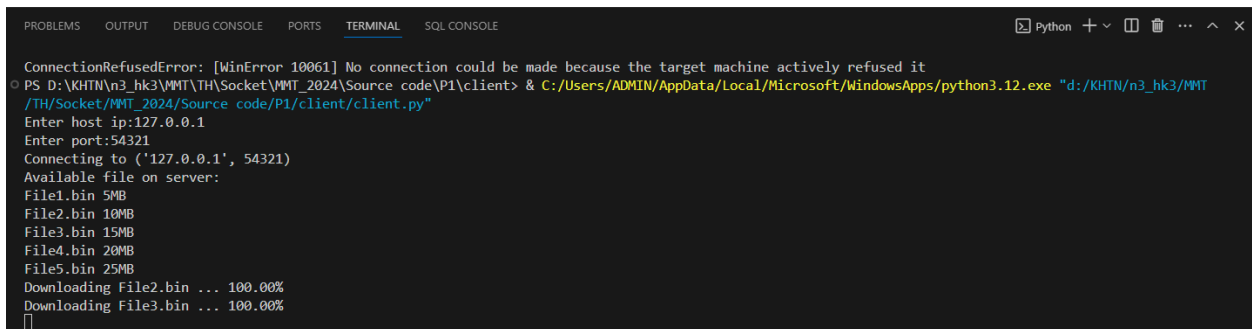 PROBLEMS OUTPUT DEBUG CONSOLE PORTS TERMINAL SQL CONSOLE Python
ConnectionRefusedError: [WinError 10061] No connection could be made because the target machine actively refused it
PS D:\KHTN\n3_hk3\MMT\TH\Socket\MMT_2024\Source code\P1\client> & C:/Users/ADMIN/AppData/Local/Microsoft/WindowsApps/python3.12.exe "d:/KHTN/n3_hk3/MMT
/TH/Socket/MMT_2024/Source code/P1/client/client.py"
Enter host ip:127.0.0.1
Enter port:54321
Connecting to ('127.0.0.1', 54321)
Available file on server:
File1.bin 5MB
File2.bin 10MB
File3.bin 15MB
File4.bin 20MB
File5.bin 25MB
Downloading File2.bin ... 100.00%
Downloading File3.bin ... 100.00%